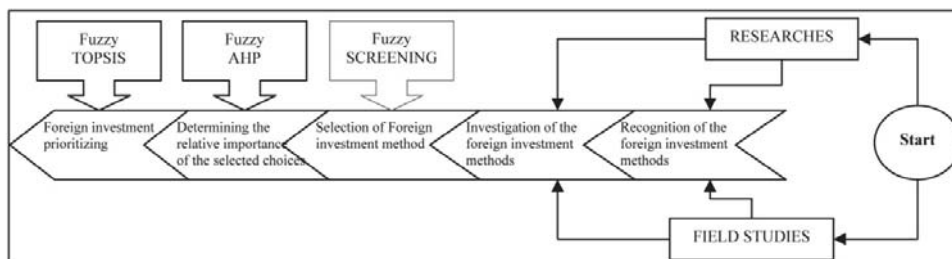 Fuzzy
TOPSIS
Fuzzy
AHP
Fuzzy
SCREENING
RESEARCHES
Foreign investment
prioritizing
Determining the
relative importance
of the selected choices
Selection of Foreign
investment method
Investigation of the
foreign investment
methods
Recognition of the
foreign investment
methods
Start
FIELD STUDIES